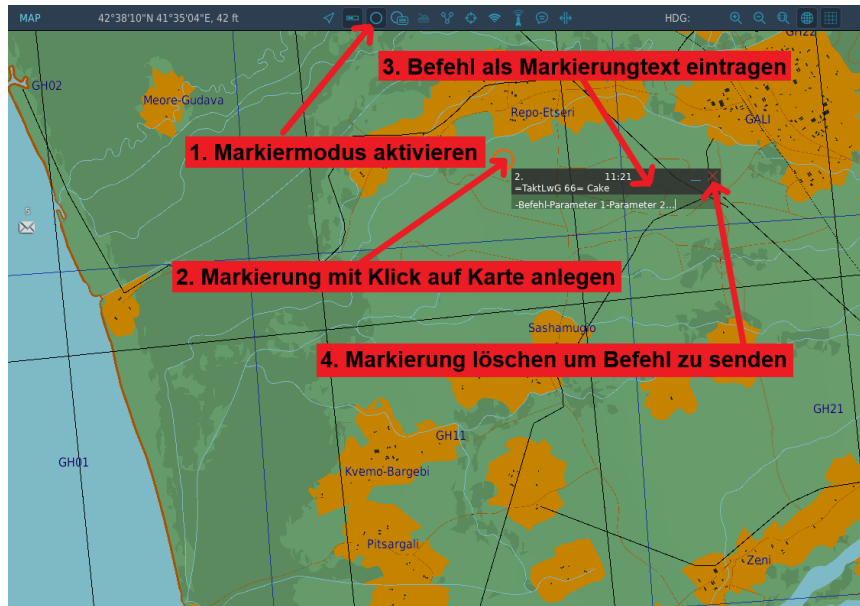 MAP
42°38'10"N 41°35'04"E, 42 ft
HDG:
GH22
3. Befehl als Markierungtext eintragen
GH02
Meore-Gudava
Repo-Etseri
GALI
1. Markiermodus aktivieren
2.
11:21
=TaktLwG 66= Cake
-Befehl-Parameter 1-Parameter 2...
5
2. Markierung mit Klick auf Karte anlegen
Sashamugio
4. Markierung löschen um Befehl zu senden
GH21
GH11
GH01
Kvemo-Bargebi
Pitsargali
Zeni